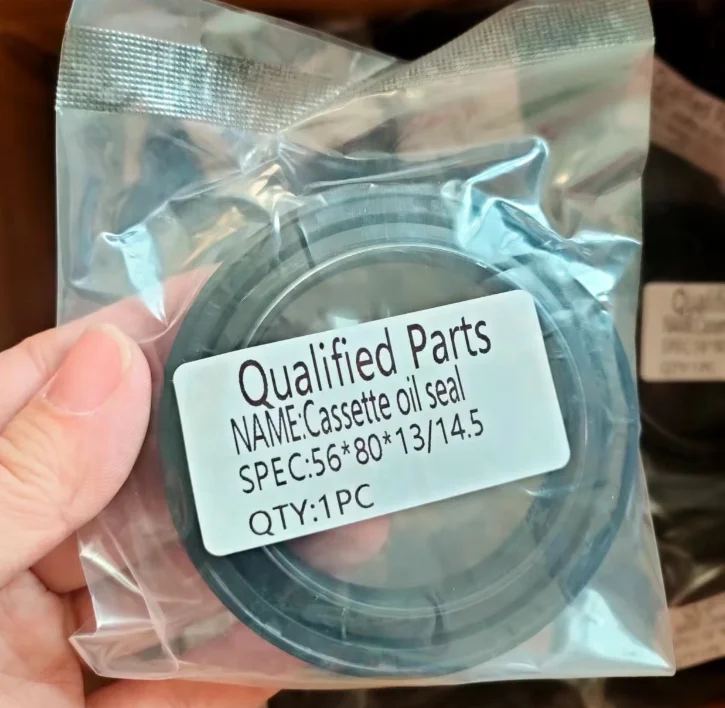 Qualified Parts
NAME:Cassette oil seal
SPEC:56*80*13/14.5
QTY:1PC